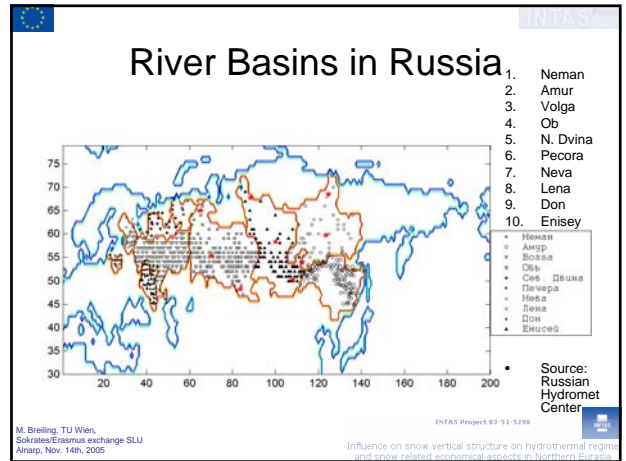 INTAS
River Basins in Russia
1. Neman
2. Amur
3. Volga
4. Ob
5. N. Dvina
6. Pecora
7. Neva
8. Lena
9. Don
10. Enisey
75
70
65
60
55
50
45
40
35
30
20 40 60 80 100 120 140 160 180 200
Неман
Амур
Волга
Обь
Сев. Двина
Печера
Нева
Лена
Дон
Енисей
• Source:
Russian
Hydromet
Center
INTAS Project 03-51-5296
M. Breiling, TU Wien,
Sokrates/Erasmus exchange SLU
Alnarp, Nov. 14th, 2005
INTAS
Influence on snow vertical structure on hydrothermal regime
and snow related economical aspects in Northern Eurasia